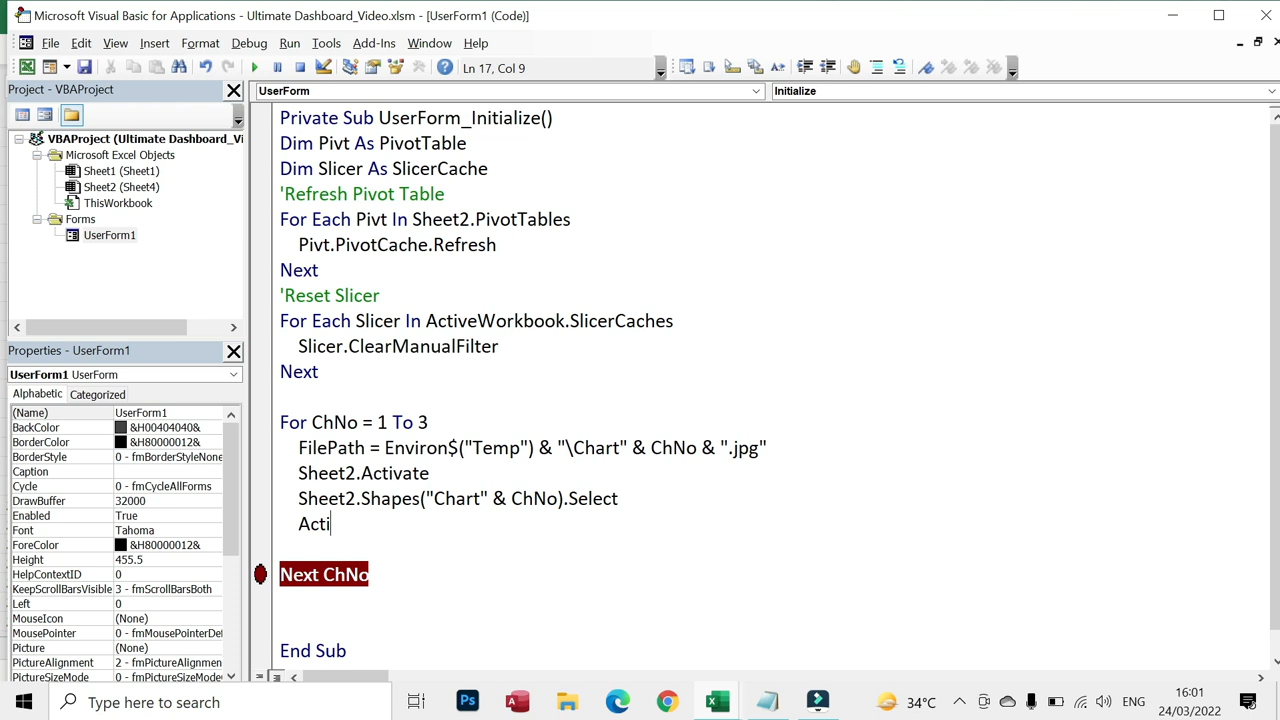 Microsoft Visual Basic for Applications - Ultimate Dashboard_Video.xlsm - [UserForm1 (Code)]
File Edit View Insert Format Debug Run Tools Add-Ins Window Help
Ln 17, Col 9
Project - VBAProject
UserForm
Initialize
VBAProject (Ultimate Dashboard_Vi
Microsoft Excel Objects
Sheet1 (Sheet1)
Sheet2 (Sheet4)
ThisWorkbook
Forms
UserForm1
Properties - UserForm1
UserForm1 UserForm
Alphabetic Categorized
(Name) UserForm1
BackColor &H00404040&
BorderColor &H80000012&
BorderStyle 0 - fmBorderStyleNone
Caption
Cycle 0 - fmCycleAllForms
DrawBuffer 32000
Enabled True
Font Tahoma
ForeColor &H80000012&
Height 455.5
HelpContextID 0
KeepScrollBarsVisible 3 - fmScrollBarsBoth
Left 0
MouseIcon (None)
MousePointer 0 - fmMousePointerDef
Picture (None)
PictureAlignment 2 - fmPictureAlignmen
PictureSizeMode 0 - fmPictureSizeMode
Private Sub UserForm_Initialize()
Dim Pivt As PivotTable
Dim Slicer As SlicerCache
'Refresh Pivot Table
For Each Pivt In Sheet2.PivotTables
Pivt.PivotCache.Refresh
Next
'Reset Slicer
For Each Slicer In ActiveWorkbook.SlicerCaches
Slicer.ClearManualFilter
Next
For ChNo = 1 To 3
FilePath = Environ$("Temp") & "\Chart" & ChNo & ".jpg"
Sheet2.Activate
Sheet2.Shapes("Chart" & ChNo).Select
Acti
Next ChNo
End Sub
Type here to search
Ps
34°C
ENG
16:01
24/03/2022